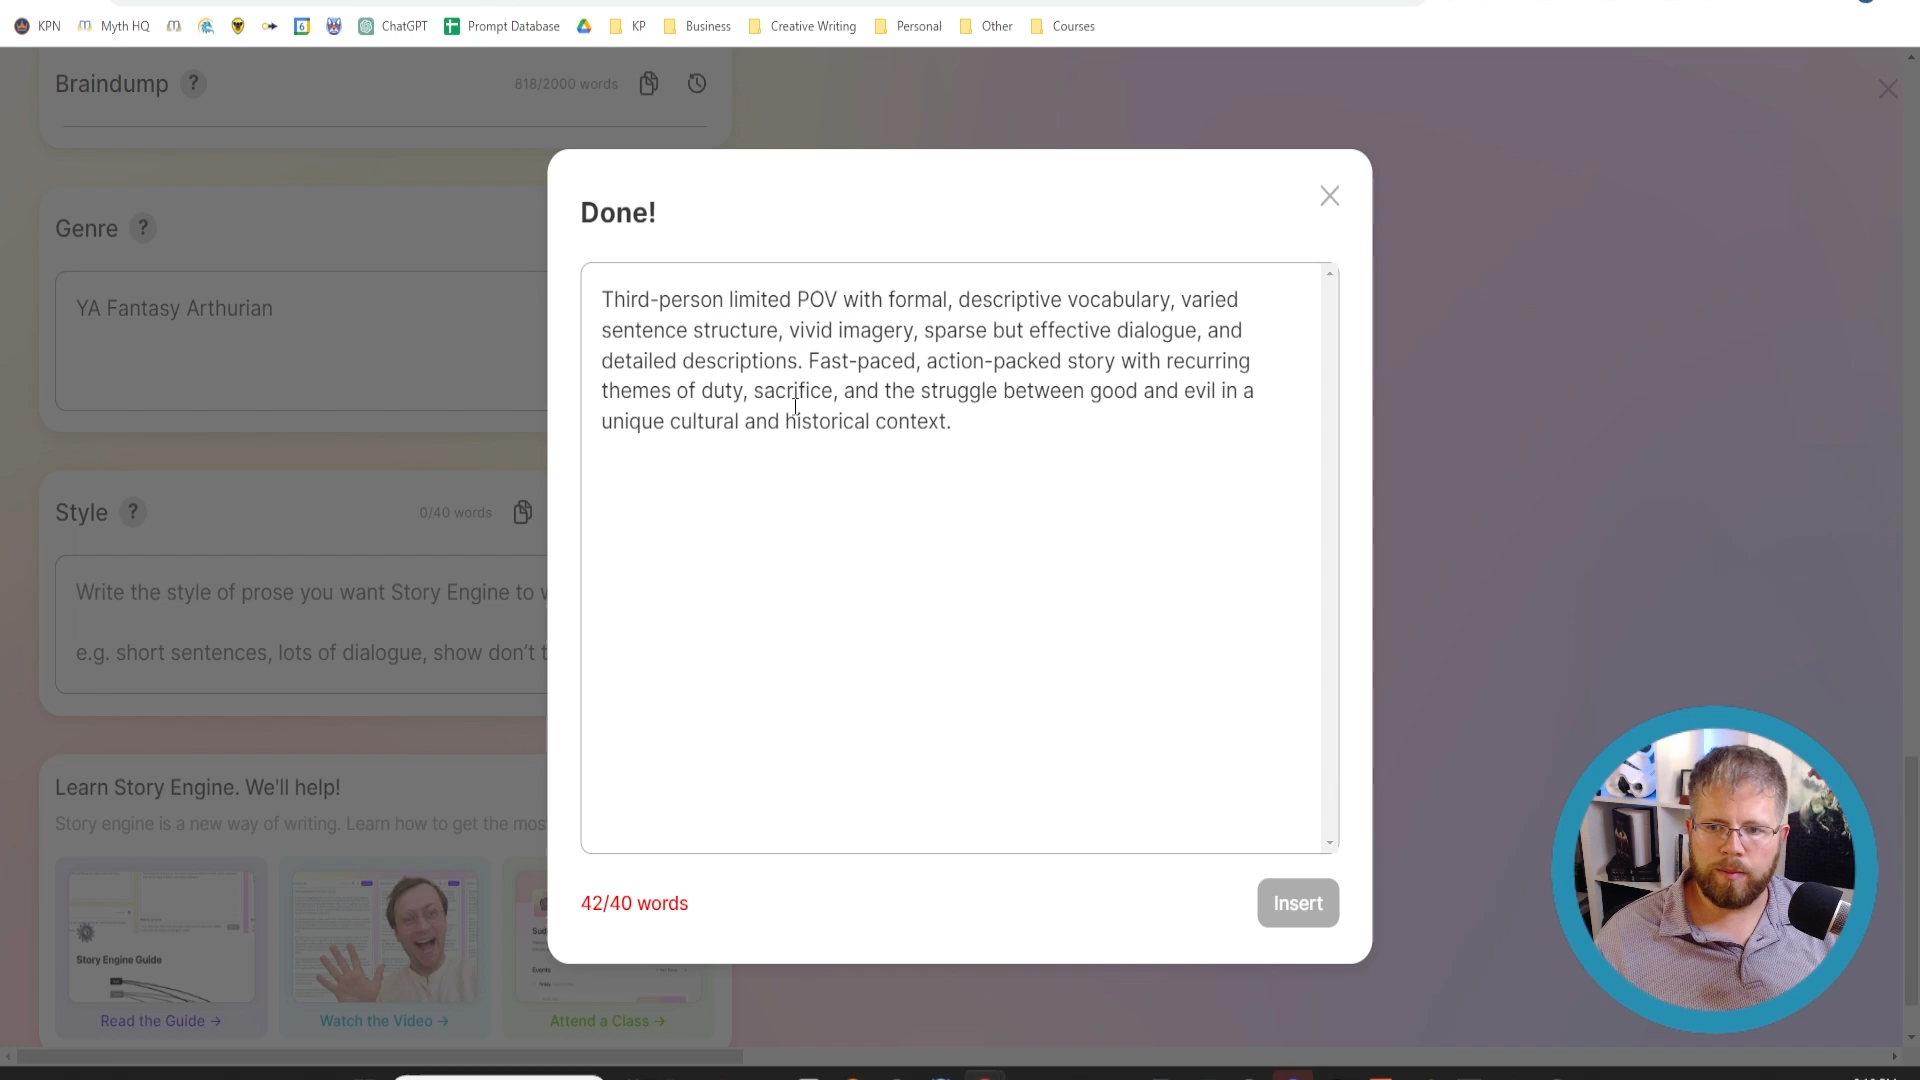 KPN Myth HQ 6 ChatGPT Prompt Database KP Business Creative Writing Personal Other Courses
Braindump ? 818/2000 words
Genre ?
YA Fantasy Arthurian
Style ? 0/40 words
Write the style of prose you want Story Engine to
e.g. short sentences, lots of dialogue, show don't
Learn Story Engine. We'll help!
Story engine is a new way of writing. Learn how to get the
Story Engine Guide
Events
Read the Guide →
Watch the Video →
Attend a Class →
Done!
Third-person limited POV with formal, descriptive vocabulary, varied
sentence structure, vivid imagery, sparse but effective dialogue, and
detailed descriptions. Fast-paced, action-packed story with recurring
themes of duty, sacrifice, and the struggle between good and evil in a
unique cultural and historical context.
42/40 words
Insert